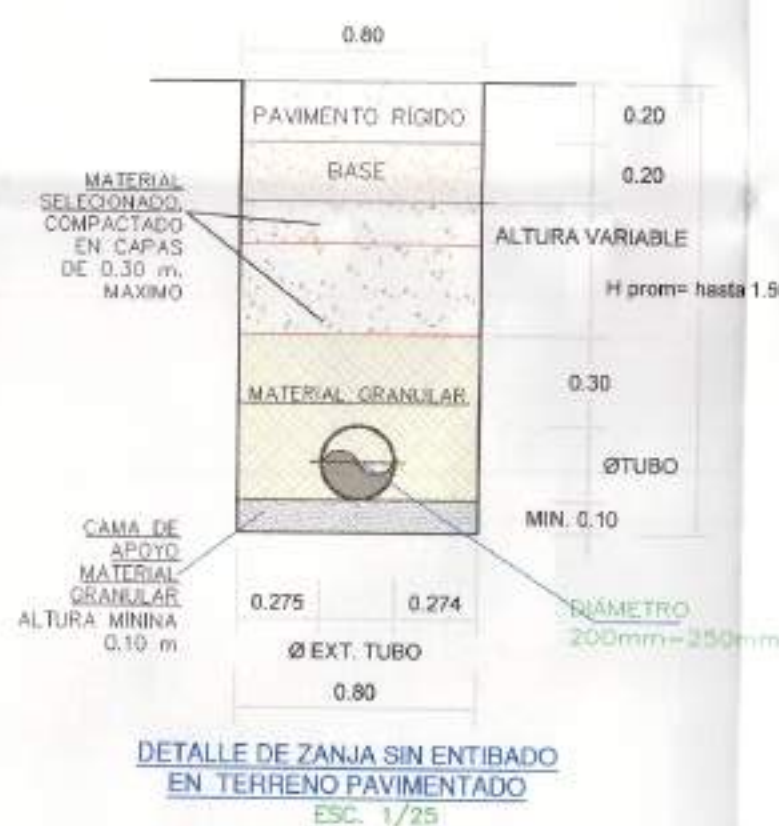 0.80
PAVIMENTO RÍGIDO
0.20
BASE
0.20
MATERIAL
SELECIONADO,
COMPACTADO
EN CAPAS
DE 0.30 m.
MAXIMO
ALTURA VARIABLE
H prom= hasta 1.5
0.30
MATERIAL GRANULAR
ØTUBO
MIN. 0.10
CAMA DE
APOYO
MATERIAL
GRANULAR
ALTURA MÍNINA
0.10 m
0.275
0.274
DIÁMETRO
200mm-250mm
Ø EXT. TUBO
0.80
DETALLE DE ZANJA SIN ENTIBADO
EN TERRENO PAVIMENTADO
ESC. 1/25